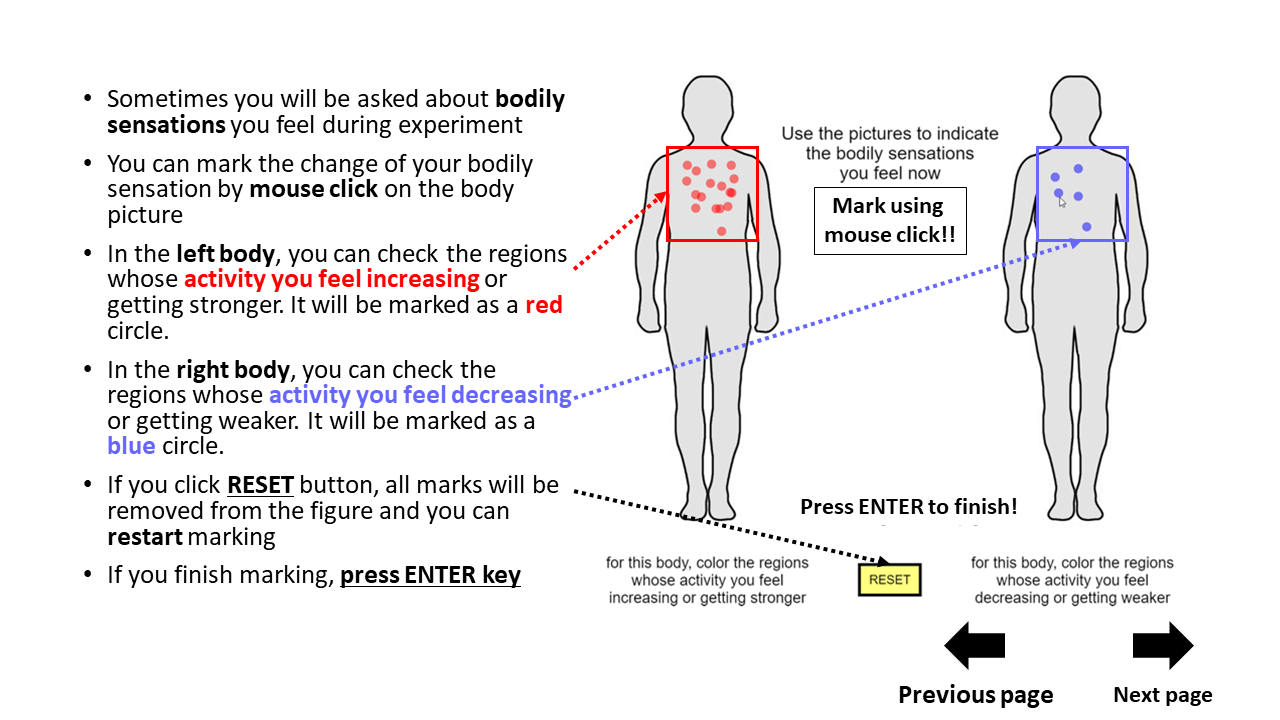 • Sometimes you will be asked about bodily
sensations you feel during experiment
• You can mark the change of your bodily
sensation by mouse click on the body
picture
• In the left body, you can check the regions
whose activity you feel increasing or
getting stronger. It will be marked as a red
circle.
• In the right body, you can check the
regions whose activity you feel decreasing
or getting weaker. It will be marked as a
blue circle.
• If you click RESET button, all marks will be
removed from the figure and you can
restart marking
• If you finish marking, press ENTER key
Use the pictures to indicate
the bodily sensations
you feel now
Mark using
mouse click!!
Press ENTER to finish!
for this body, color the regions
whose activity you feel
increasing or getting stronger
RESET
for this body, color the regions
whose activity you feel
decreasing or getting weaker
Previous page
Next page